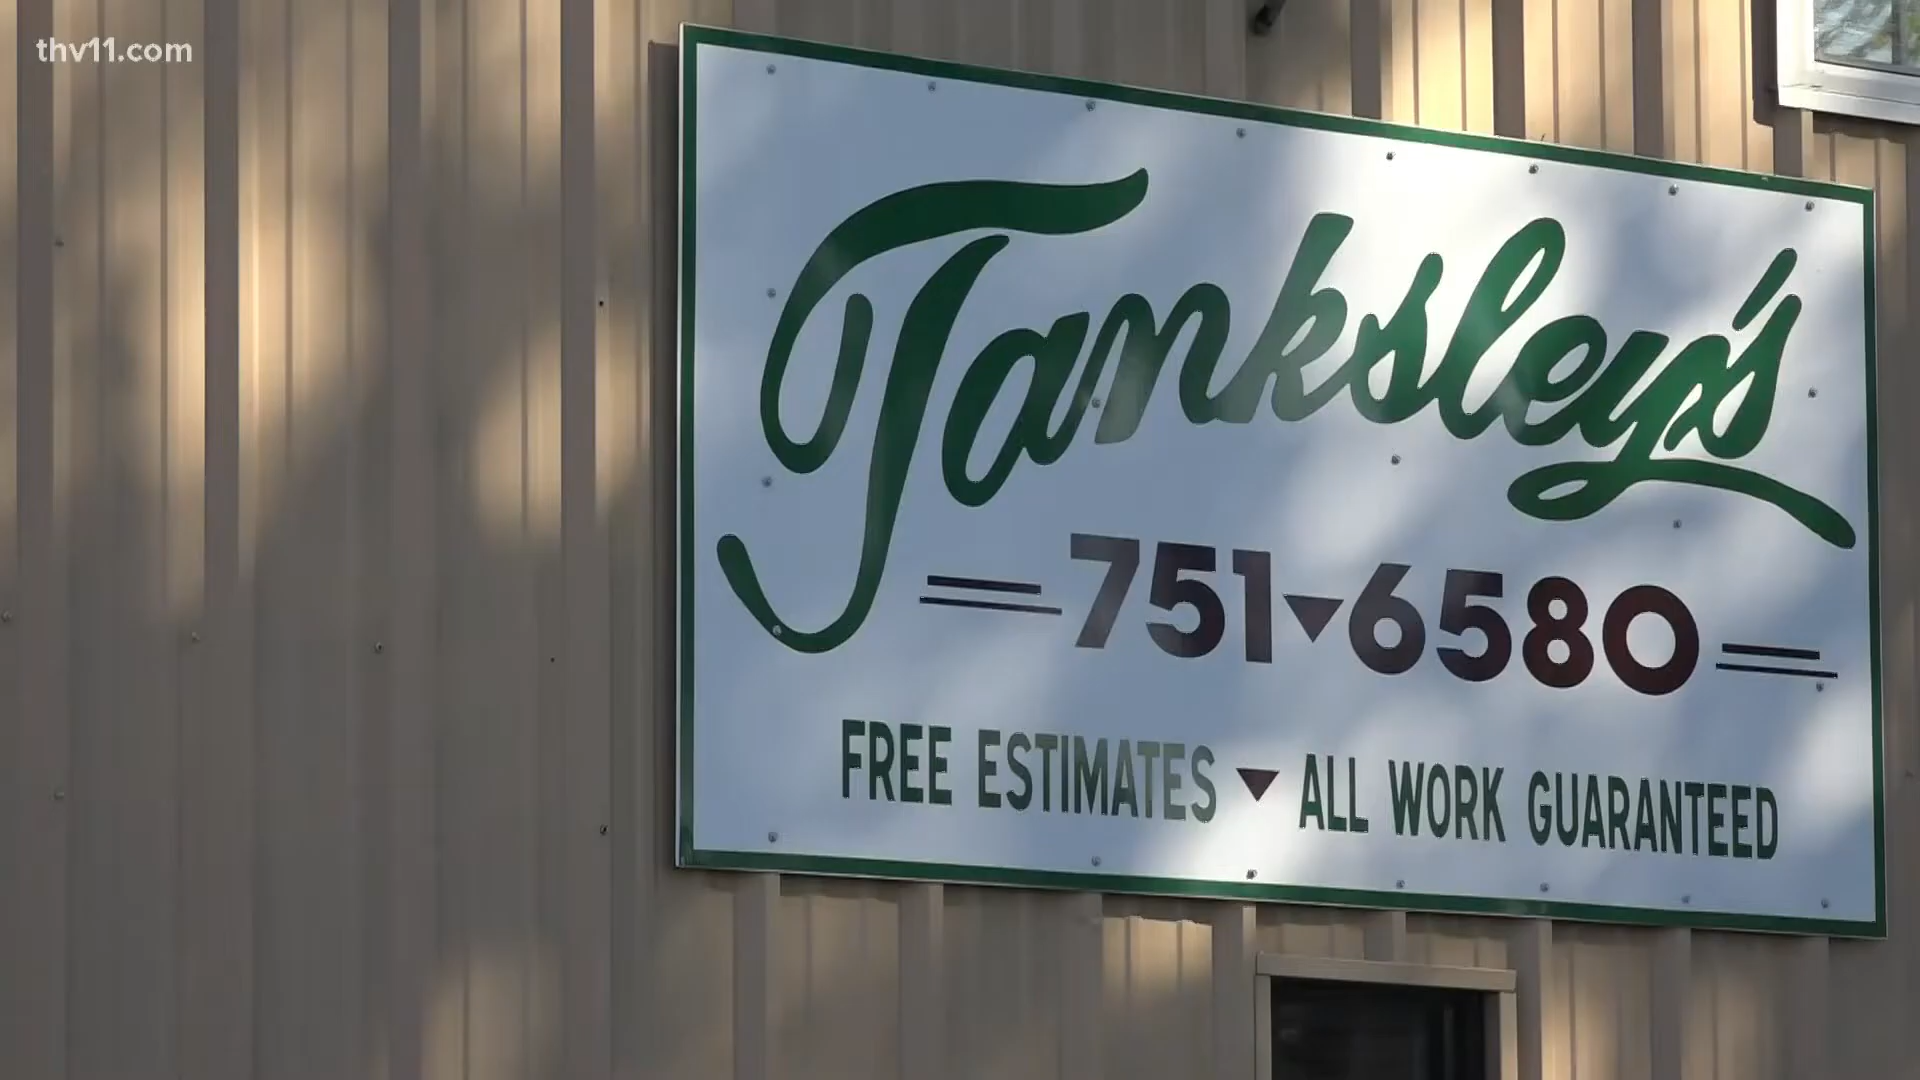 thv11.com
Tanksley's
751▾6580
FREE ESTIMATES ▾ ALL WORK GUARANTEED